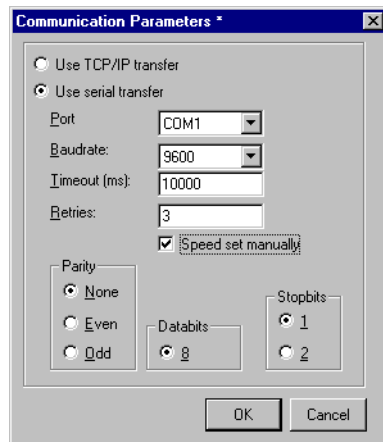 Communication Parameters *
Use TCP/IP transfer
Use serial transfer
Port COM1
Baudrate: 9600
Timeout (ms): 10000
Retries: 3
Speed set manually
Parity
None
Even
Odd
Databits
8
Stopbits
1
2
OK Cancel